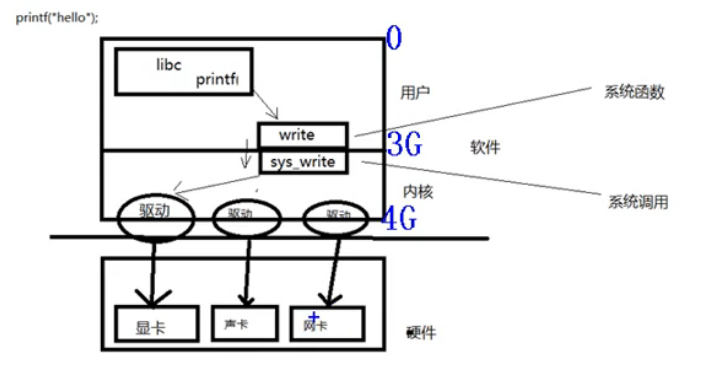 printf("hello");
0
libc
printf
用户
系统函数
write
3G
软件
sys_write
内核
系统调用
驱动
驱动
驱动
4G
显卡
声卡
网卡
硬件